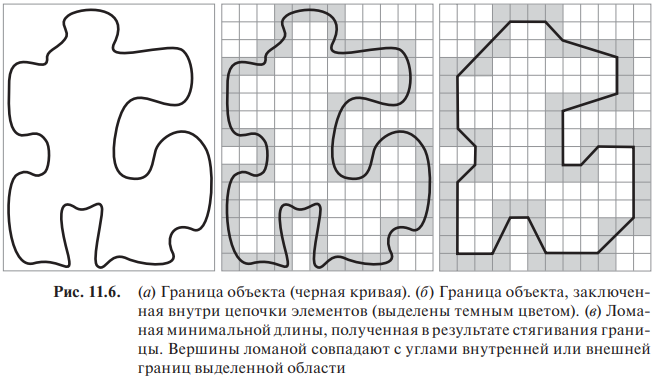 Рис. 11.6. (а) Граница объекта (черная кривая). (б) Граница объекта, заключен-
ная внутри цепочки элементов (выделены темным цветом). (в) Лома-
ная минимальной длины, полученная в результате стягивания грани-
цы. Вершины ломаной совпадают с углами внутренней или внешней
границ выделенной области